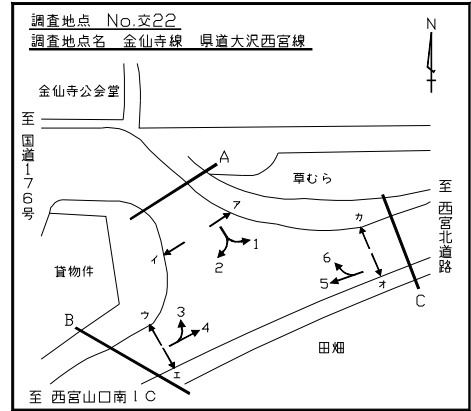 調査地点 No.交22
調査地点名 金仙寺線 県道大沢西宮線
N
金仙寺公会堂
至 国道176号
A
草むら
至 西宮北道路
ア
カ
イ
1
2
6
5
オ
C
貸物件
ウ
3
4
B
エ
田畑
至 西宮山口南IC